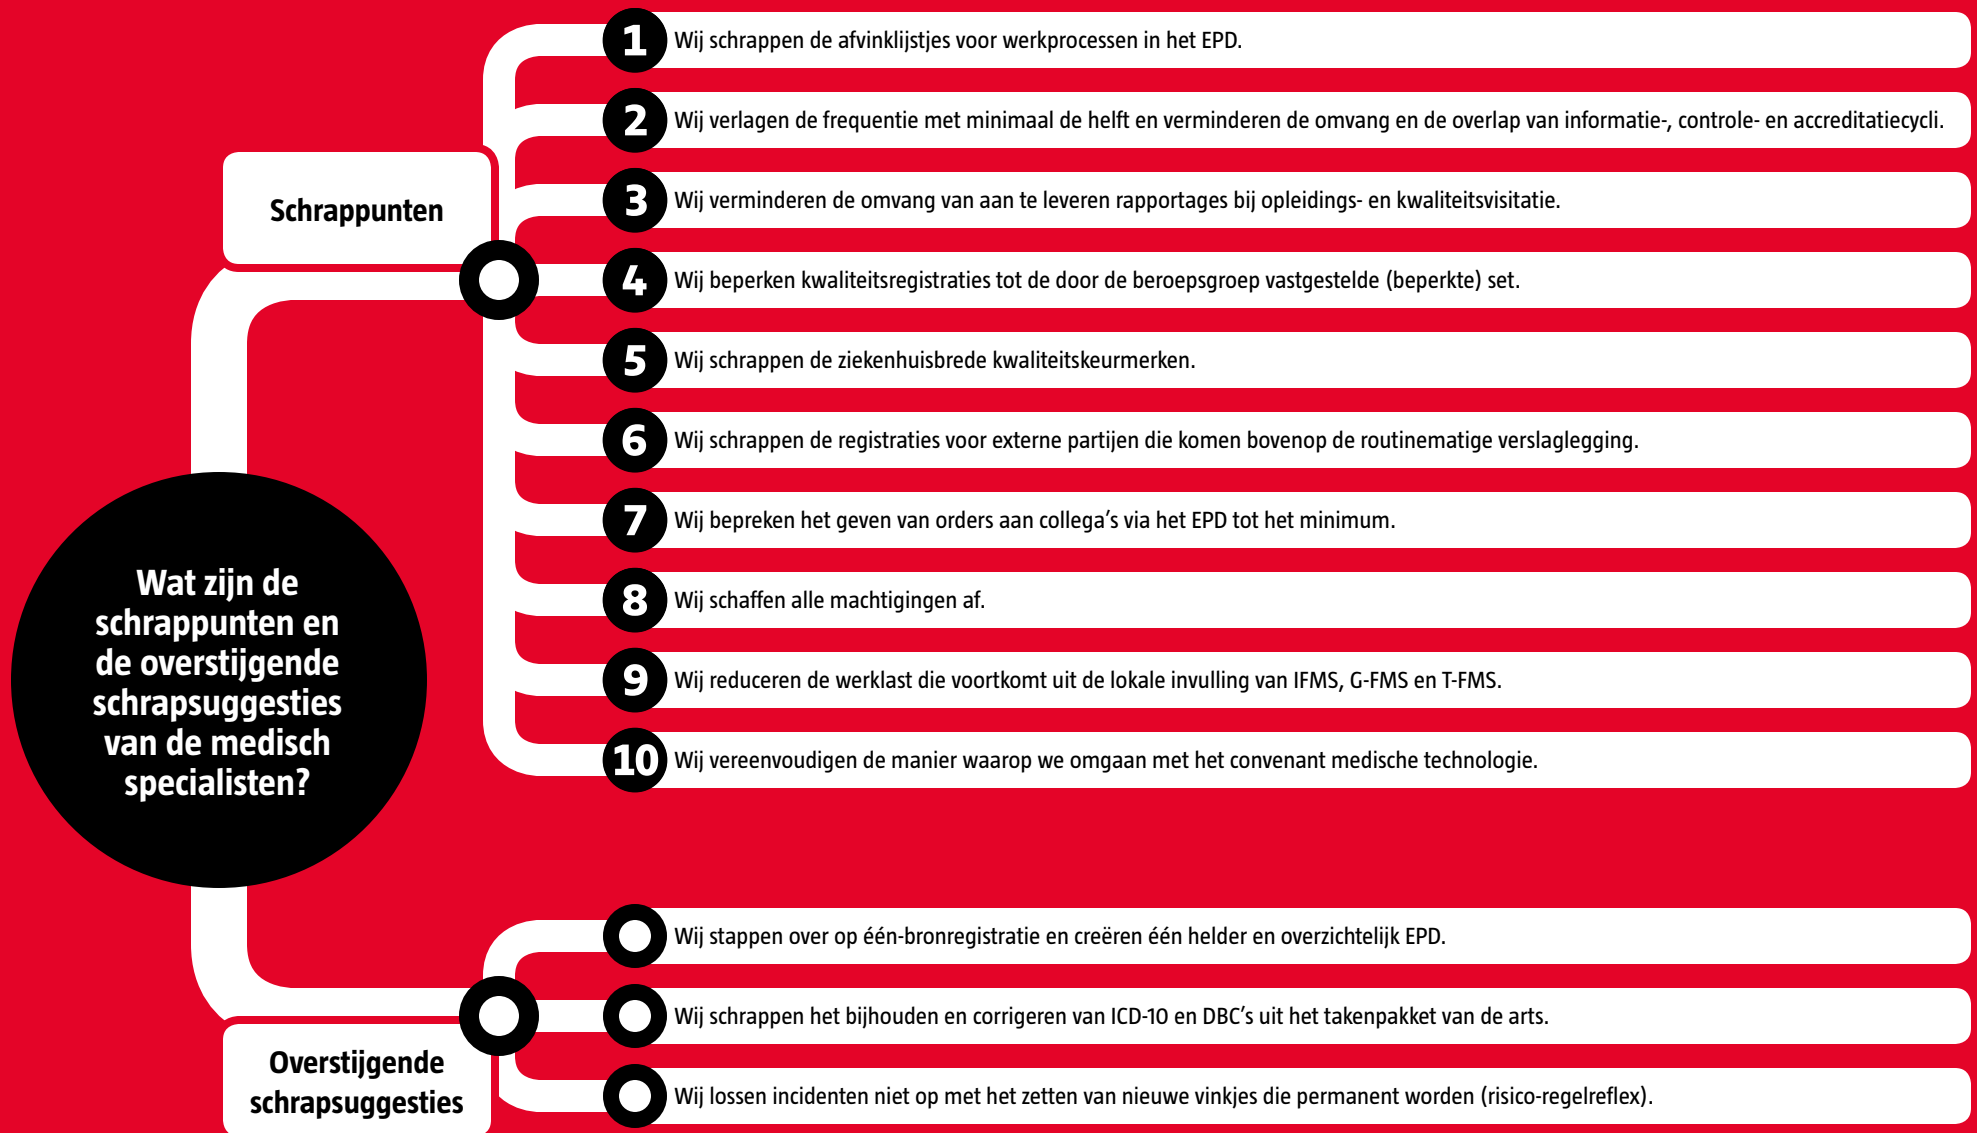 Wat zijn de
schrappunten en
de overstijgende
schrapsuggesties
van de medisch
specialisten?
Schrappunten
1 Wij schrappen de afvinklijstjes voor werkprocessen in het EPD.
2 Wij verlagen de frequentie met minimaal de helft en verminderen de omvang en de overlap van informatie-, controle- en accreditatiecycli.
3 Wij verminderen de omvang van aan te leveren rapportages bij opleidings- en kwaliteitsvisitatie.
4 Wij beperken kwaliteitsregistraties tot de door de beroepsgroep vastgestelde (beperkte) set.
5 Wij schrappen de ziekenhuisbrede kwaliteitskeurmerken.
6 Wij schrappen de registraties voor externe partijen die komen bovenop de routinematige verslaglegging.
7 Wij bepreken het geven van orders aan collega's via het EPD tot het minimum.
8 Wij schaffen alle machtigingen af.
9 Wij reduceren de werklast die voortkomt uit de lokale invulling van IFMS, G-FMS en T-FMS.
10 Wij vereenvoudigen de manier waarop we omgaan met het convenant medische technologie.
Overstijgende
schrapsuggesties
Wij stappen over op één-bronregistratie en creëren één helder en overzichtelijk EPD.
Wij schrappen het bijhouden en corrigeren van ICD-10 en DBC's uit het takenpakket van de arts.
Wij lossen incidenten niet op met het zetten van nieuwe vinkjes die permanent worden (risico-regelreflex).